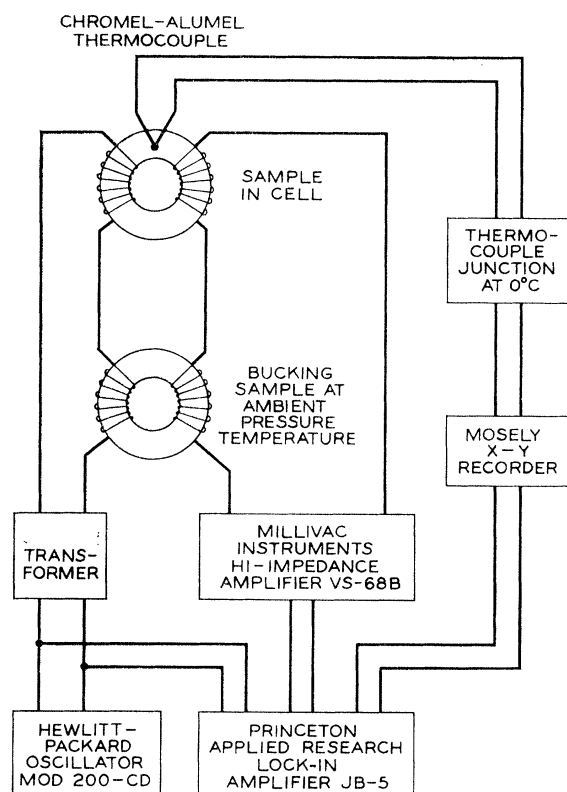 CHROMEL-ALUMEL
THERMOCOUPLE
SAMPLE
IN CELL
THERMO-
COUPLE
JUNCTION
AT 0°C
BUCKING
SAMPLE AT
AMBIENT
PRESSURE
TEMPERATURE
MOSELY
X-Y
RECORDER
TRANS-
FORMER
MILLIVAC
INSTRUMENTS
HI-IMPEDANCE
AMPLIFIER VS-68B
HEWLITT-
PACKARD
OSCILLATOR
MOD 200-CD
PRINCETON
APPLIED RESEARCH
LOCK-IN
AMPLIFIER JB-5